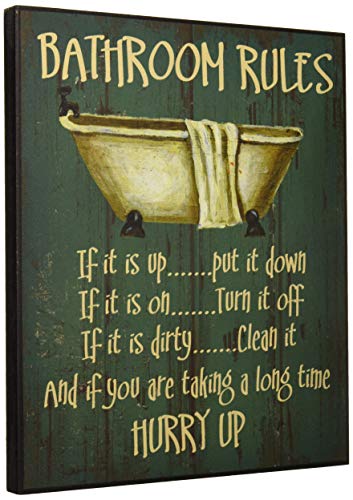 BATHROOM RULES
If it is up.......put it down
If it is on.......Turn it off
If it is dirty.......Clean it
And if you are taking a long time
HURRY UP